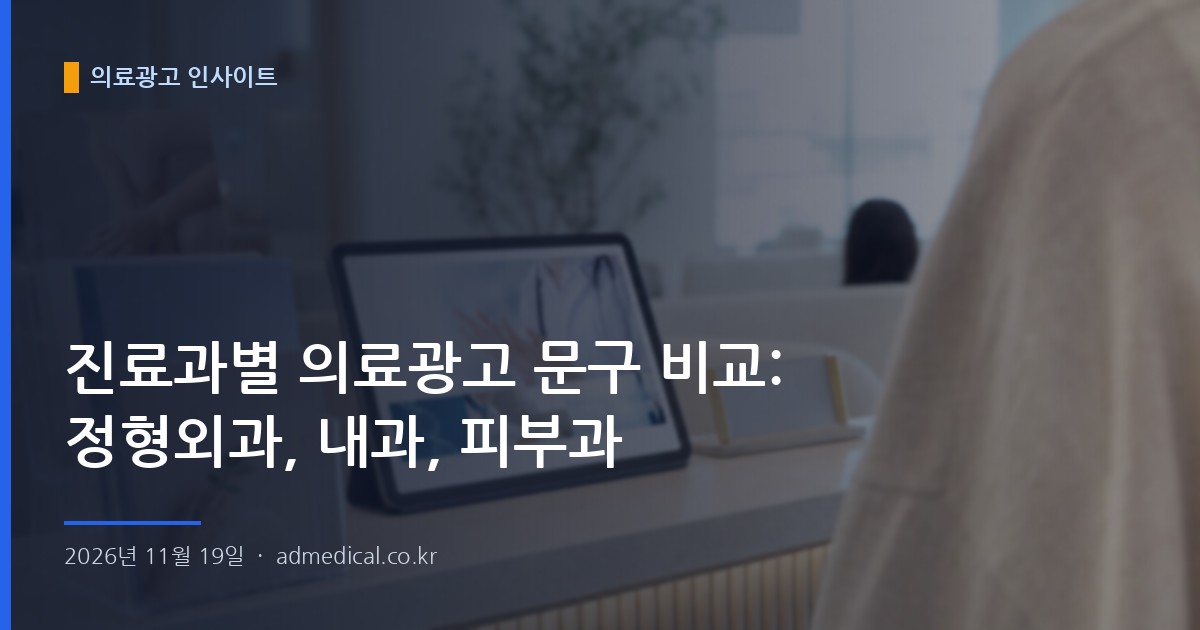 의료광고 인사이트
진료과별 의료광고 문구 비교:
정형외과, 내과, 피부과
2026년 11월 19일 · admedical.co.kr